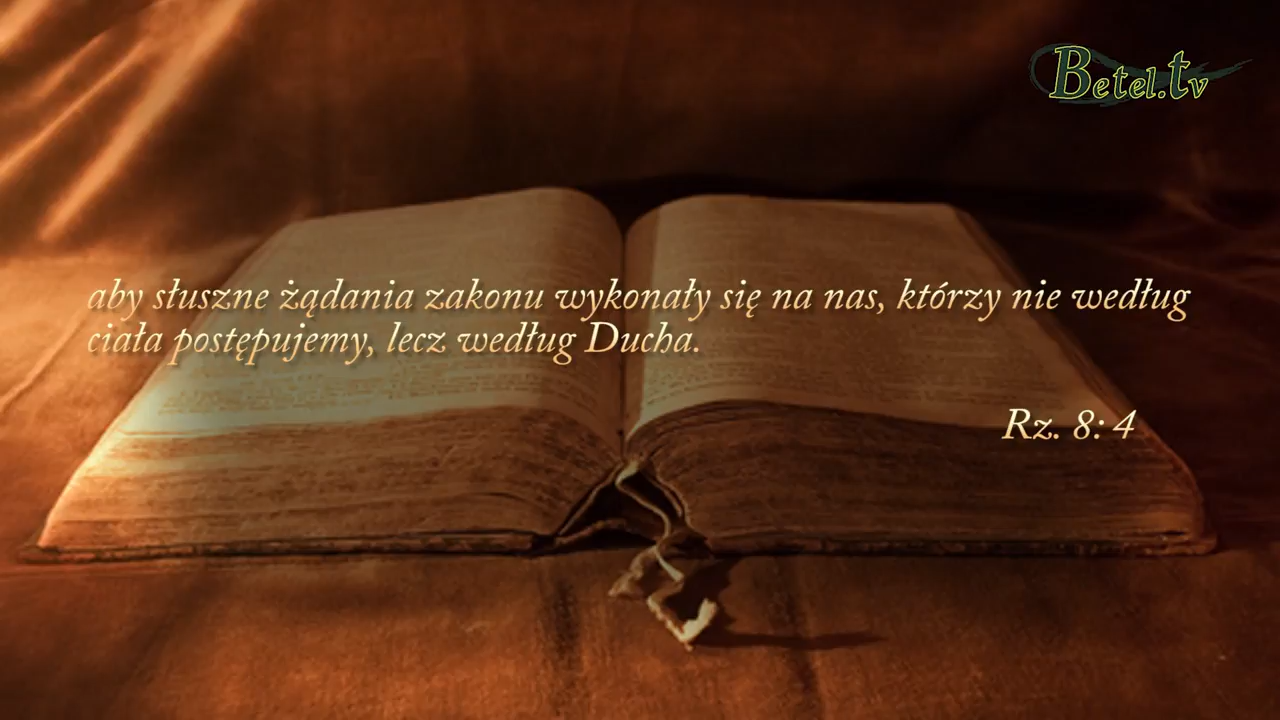 Betel.tv
aby słuszne żądania zakonu wykonały się na nas, którzy nie według
ciała postępujemy, lecz według Ducha.
Rz. 8: 4